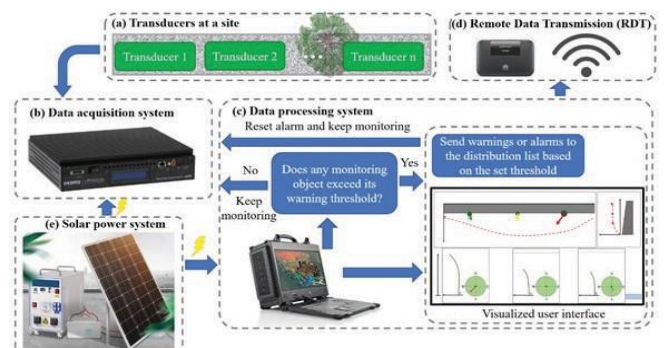 (a) Transducers at a site
Transducer 1
Transducer 2
...
Transducer n
(d) Remote Data Transmission (RDT)
(b) Data acquisition system
(c) Data processing system
Reset alarm and keep monitoring
No
Keep
monitoring
Does any monitoring
object exceed its
warning threshold?
Yes
Send warnings or alarms to
the distribution list based
on the set threshold
(e) Solar power system
Visualized user interface